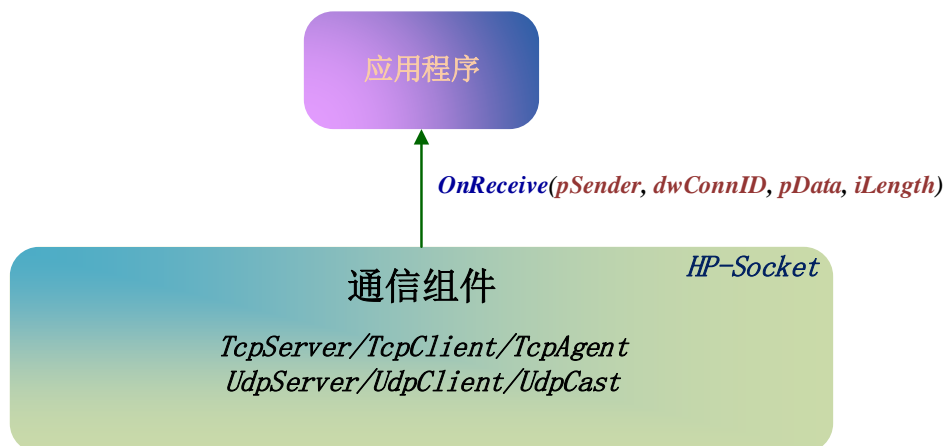 应用程序
OnReceive(pSender, dwConnID, pData, iLength)
HP-Socket
通信组件
TcpServer/TcpClient/TcpAgent
UdpServer/UdpClient/UdpCast